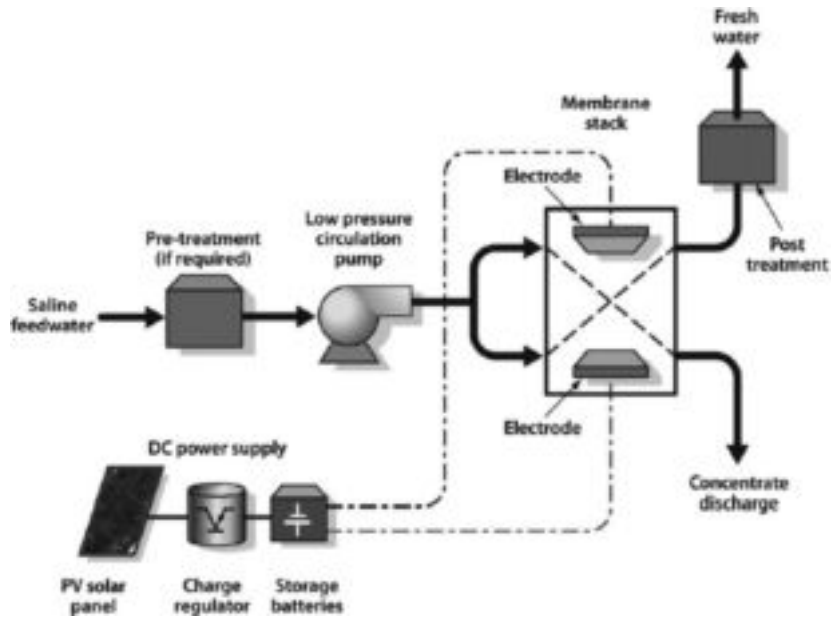 Fresh
water
Membrane
stack
Electrode
Low pressure
circulation
pump
Pre-treatment
(if required)
Post
treatment
Saline
feedwater
Electrode
DC power supply
Concentrate
discharge
PV solar
panel
Charge
regulator
Storage
batteries